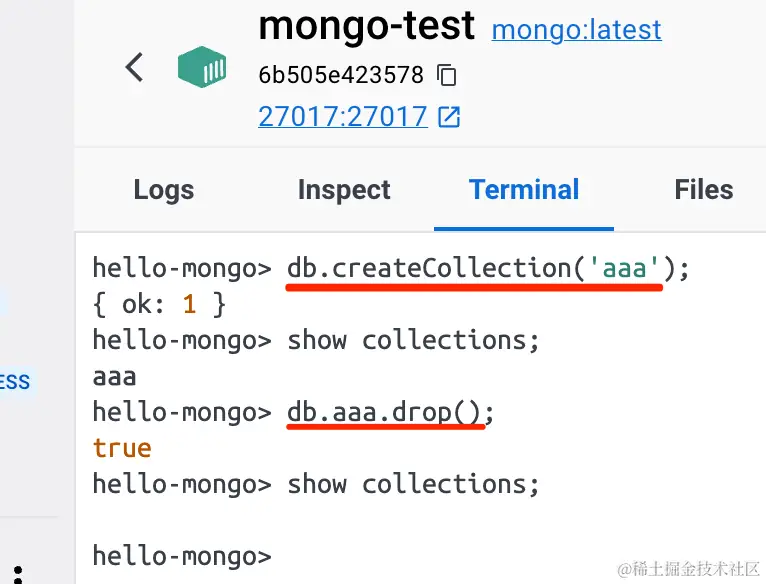 mongo-test mongo:latest
6b505e423578
27017:27017
Logs Inspect Terminal Files
hello-mongo> db.createCollection('aaa');
{ ok: 1 }
hello-mongo> show collections;
aaa
ESS
hello-mongo> db.aaa.drop();
true
hello-mongo> show collections;
hello-mongo>
@稀土掘金技术社区